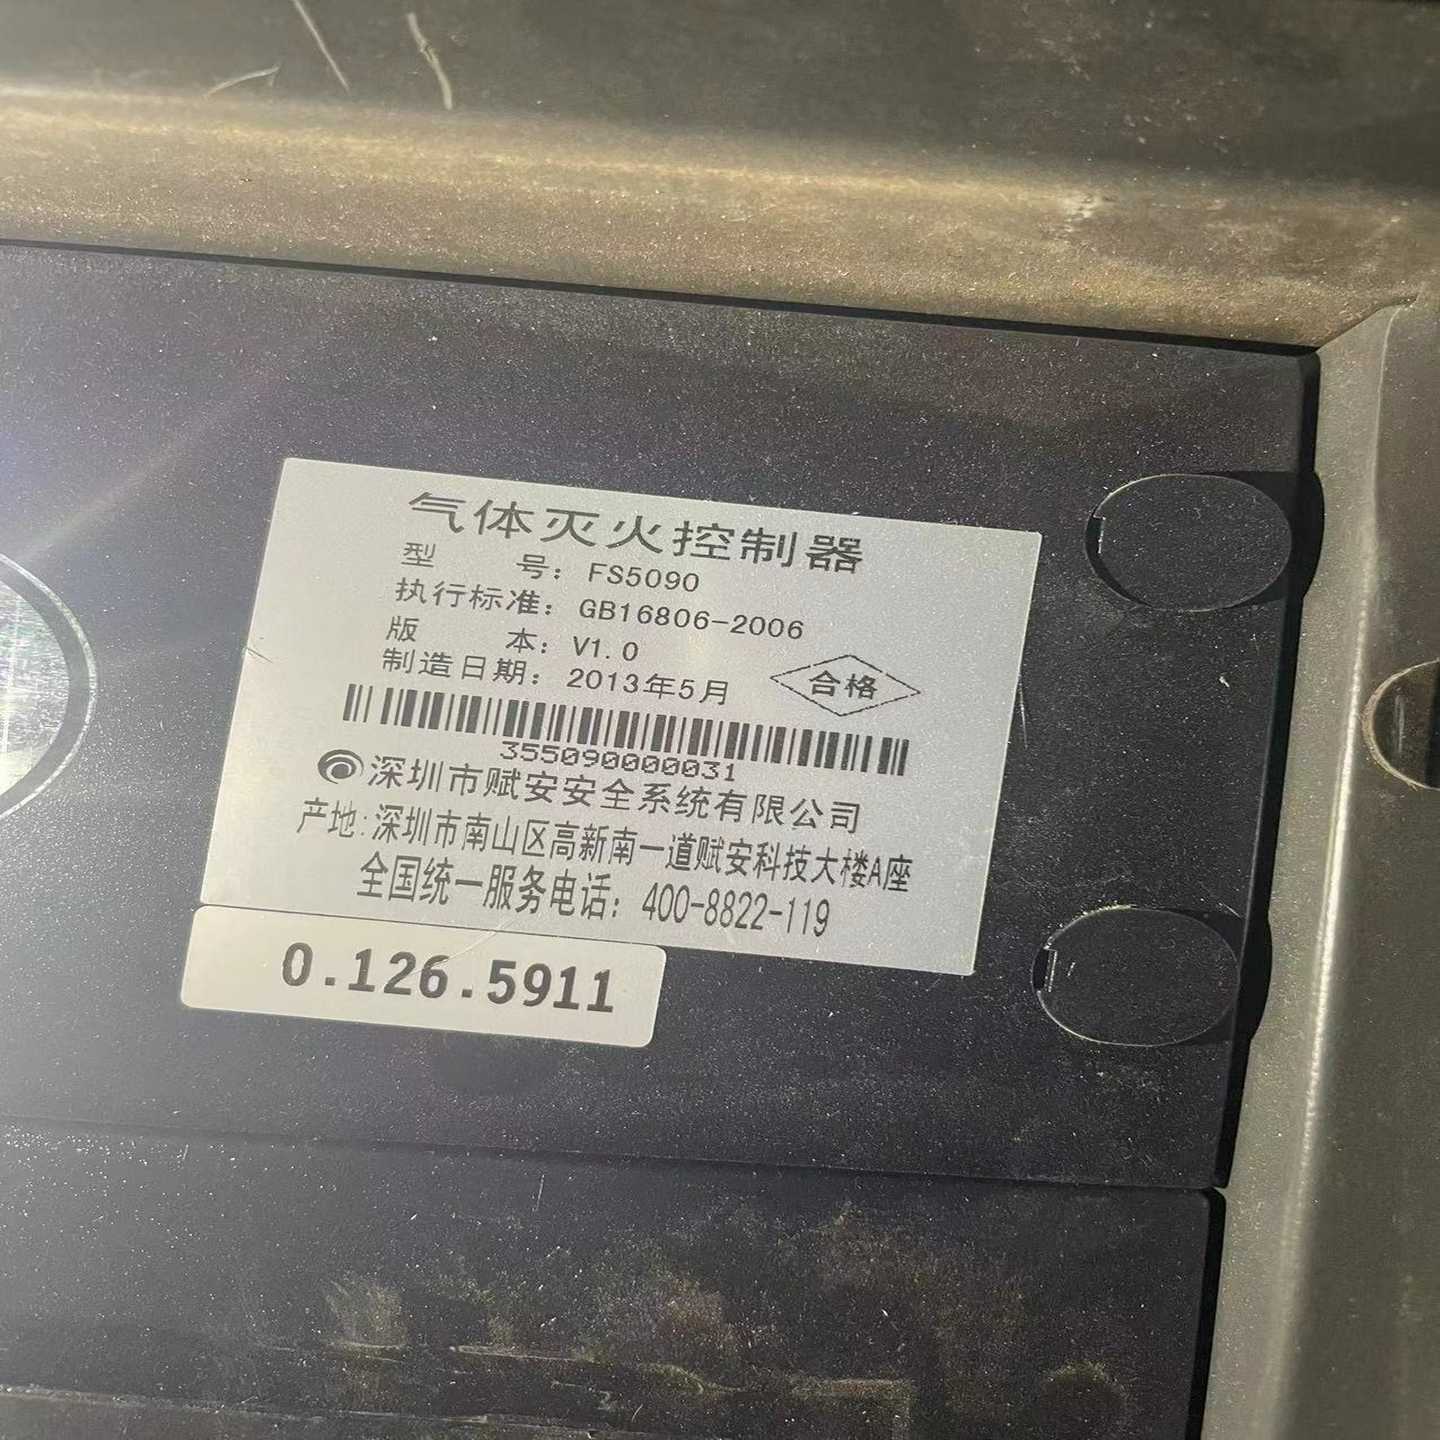 气体灭火控制器
型 号：FS5090
执行标准：GB16806-2006
版 本：V1.0
制造日期：2013年5月
合格
355090000031
深圳市赋安安全系统有限公司
产地:深圳市南山区高新南一道赋安科技大楼A座
全国统一服务电话：400-8822-119
0.126.5911